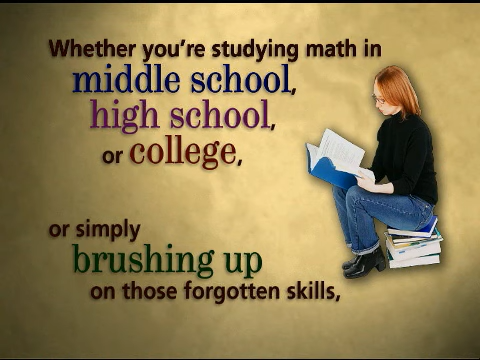 Whether you're studying math in
middle school,
high school,
or college,
or simply
brushing up
on those forgotten skills,